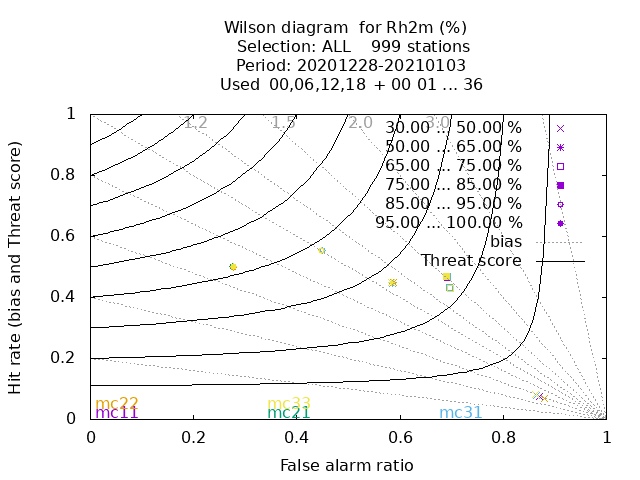 Wilson diagram for Rh2m (%)
Selection: ALL 999 stations
Period: 20201228-20210103
Used 00,06,12,18 + 00 01 ... 36
Hit rate (bias and Threat score)
1
0.8
0.6
0.4
0.2
0
1.2 1.5 2.0 3.0
30.00 ... 50.00 %
50.00 ... 65.00 %
65.00 ... 75.00 %
75.00 ... 85.00 %
85.00 ... 95.00 %
95.00 ... 100.00 %
bias
Threat score
mc22 mc33
mc11 mc21 mc31
0 0.2 0.4 0.6 0.8 1
False alarm ratio